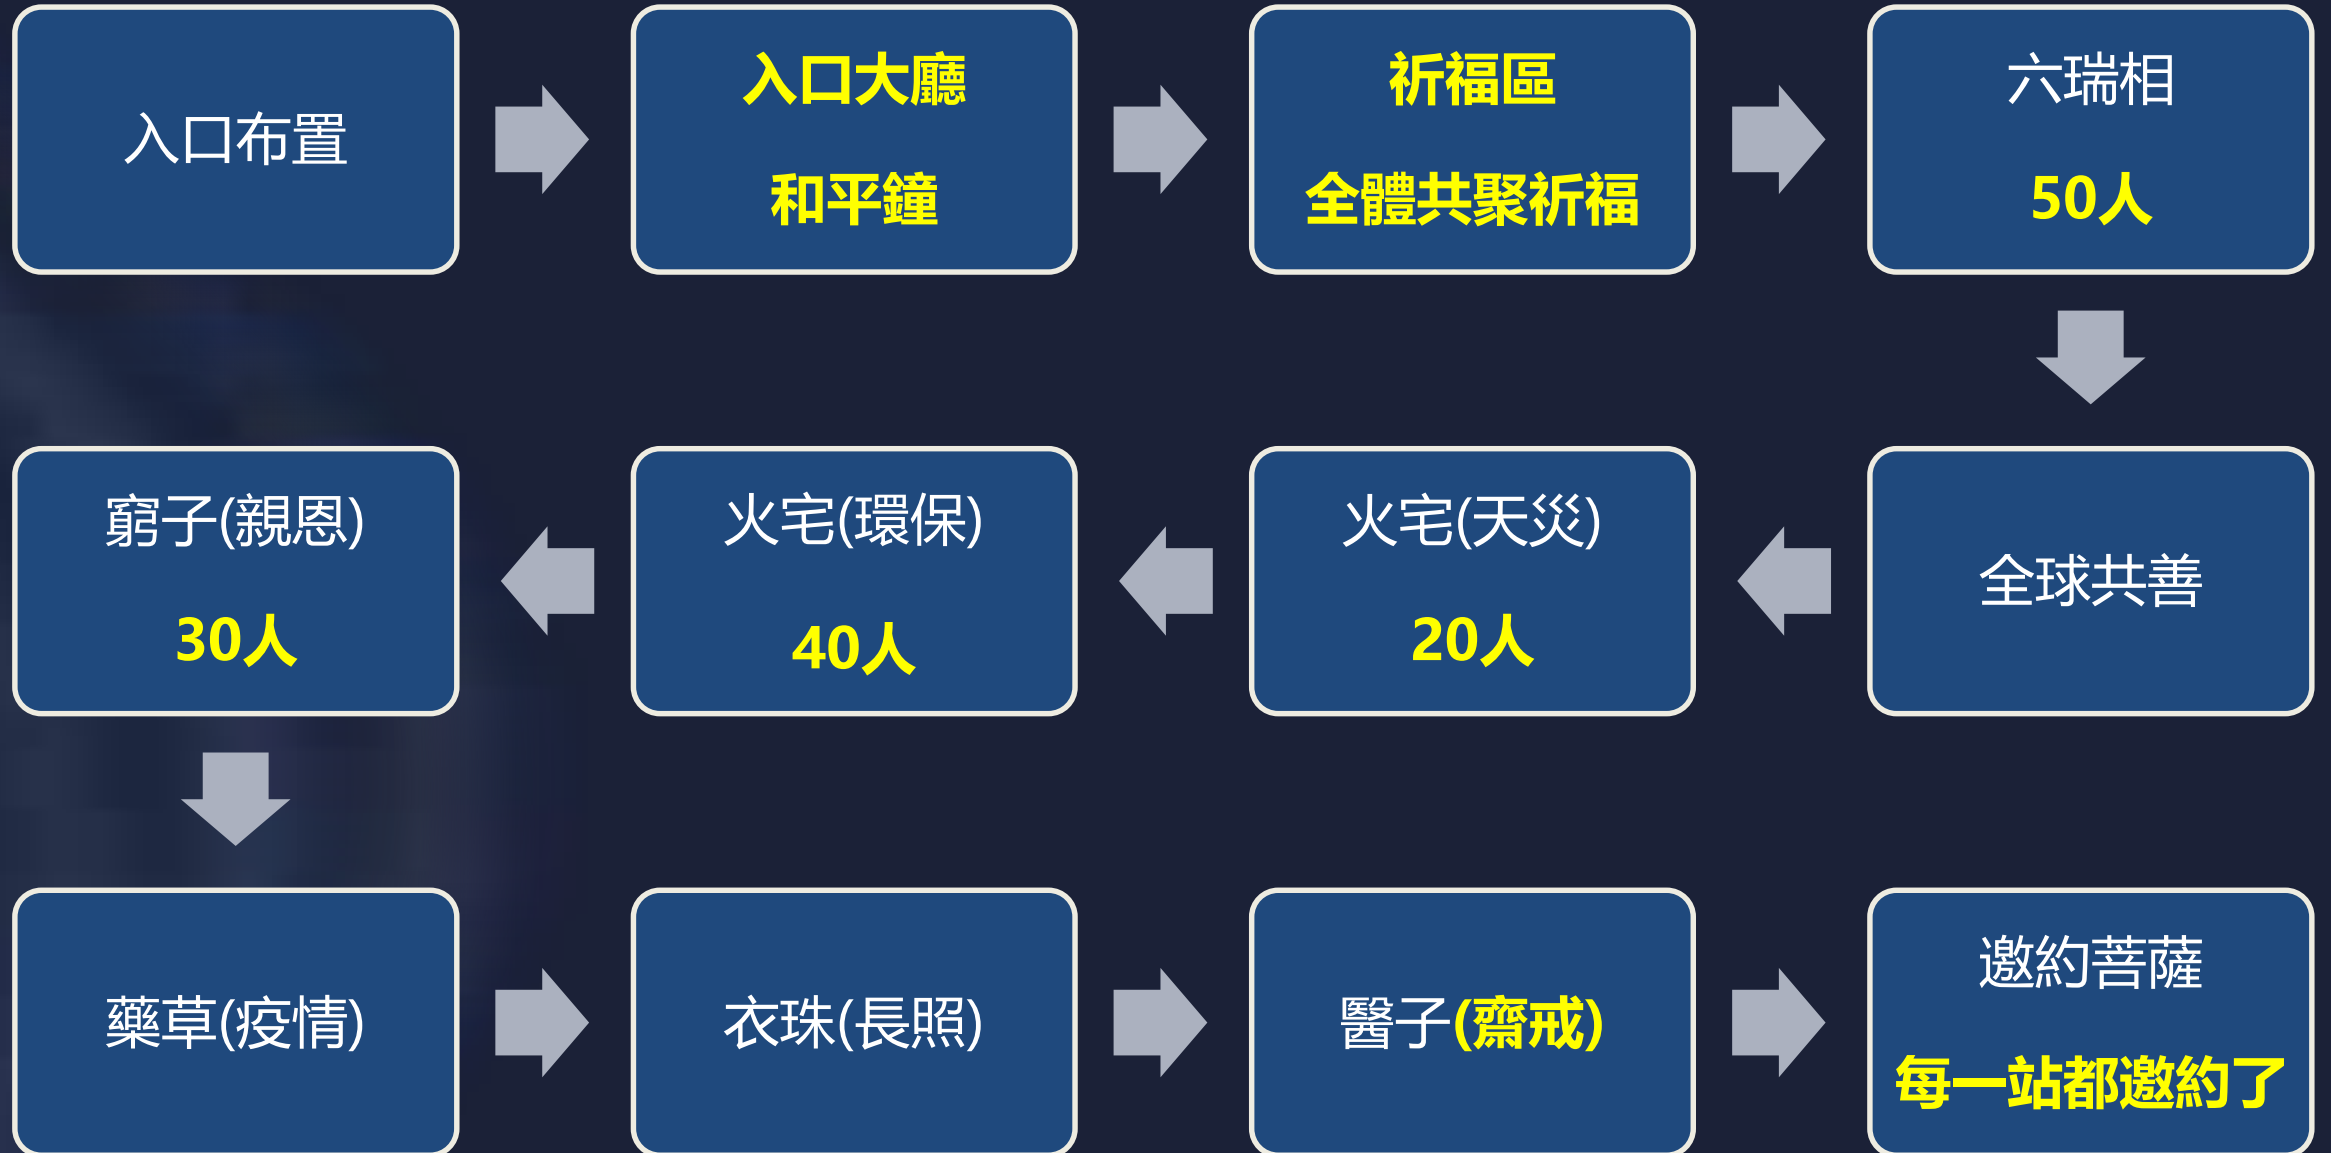 入口布置
入口大廳
和平鐘
祈福區
全體共聚祈福
六瑞相
50人
全球共善
火宅(天災)
20人
火宅(環保)
40人
窮子(親恩)
30人
藥草(疫情)
衣珠(長照)
醫子(齋戒)
邀約菩薩
每一站都邀約了